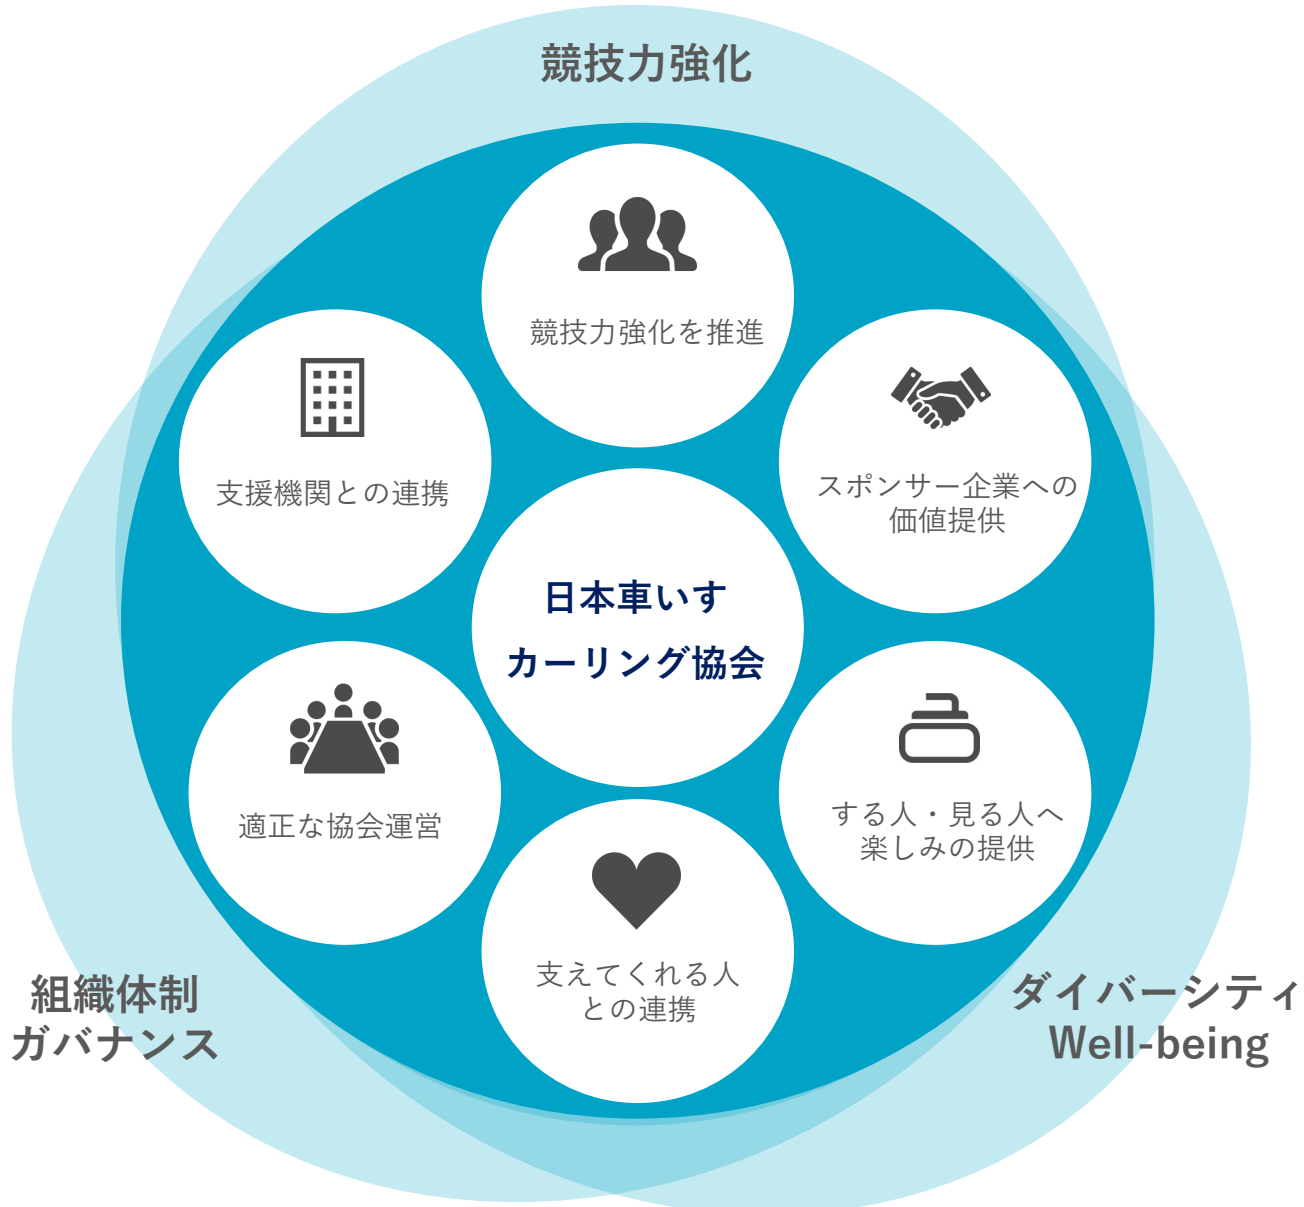 競技力強化
競技力強化を推進
支援機関との連携
スポンサー企業への
価値提供
日本車いす
カーリング協会
適正な協会運営
する人・見る人へ
楽しみの提供
支えてくれる人
との連携
組織体制
ガバナンス
ダイバーシティ
Well-being